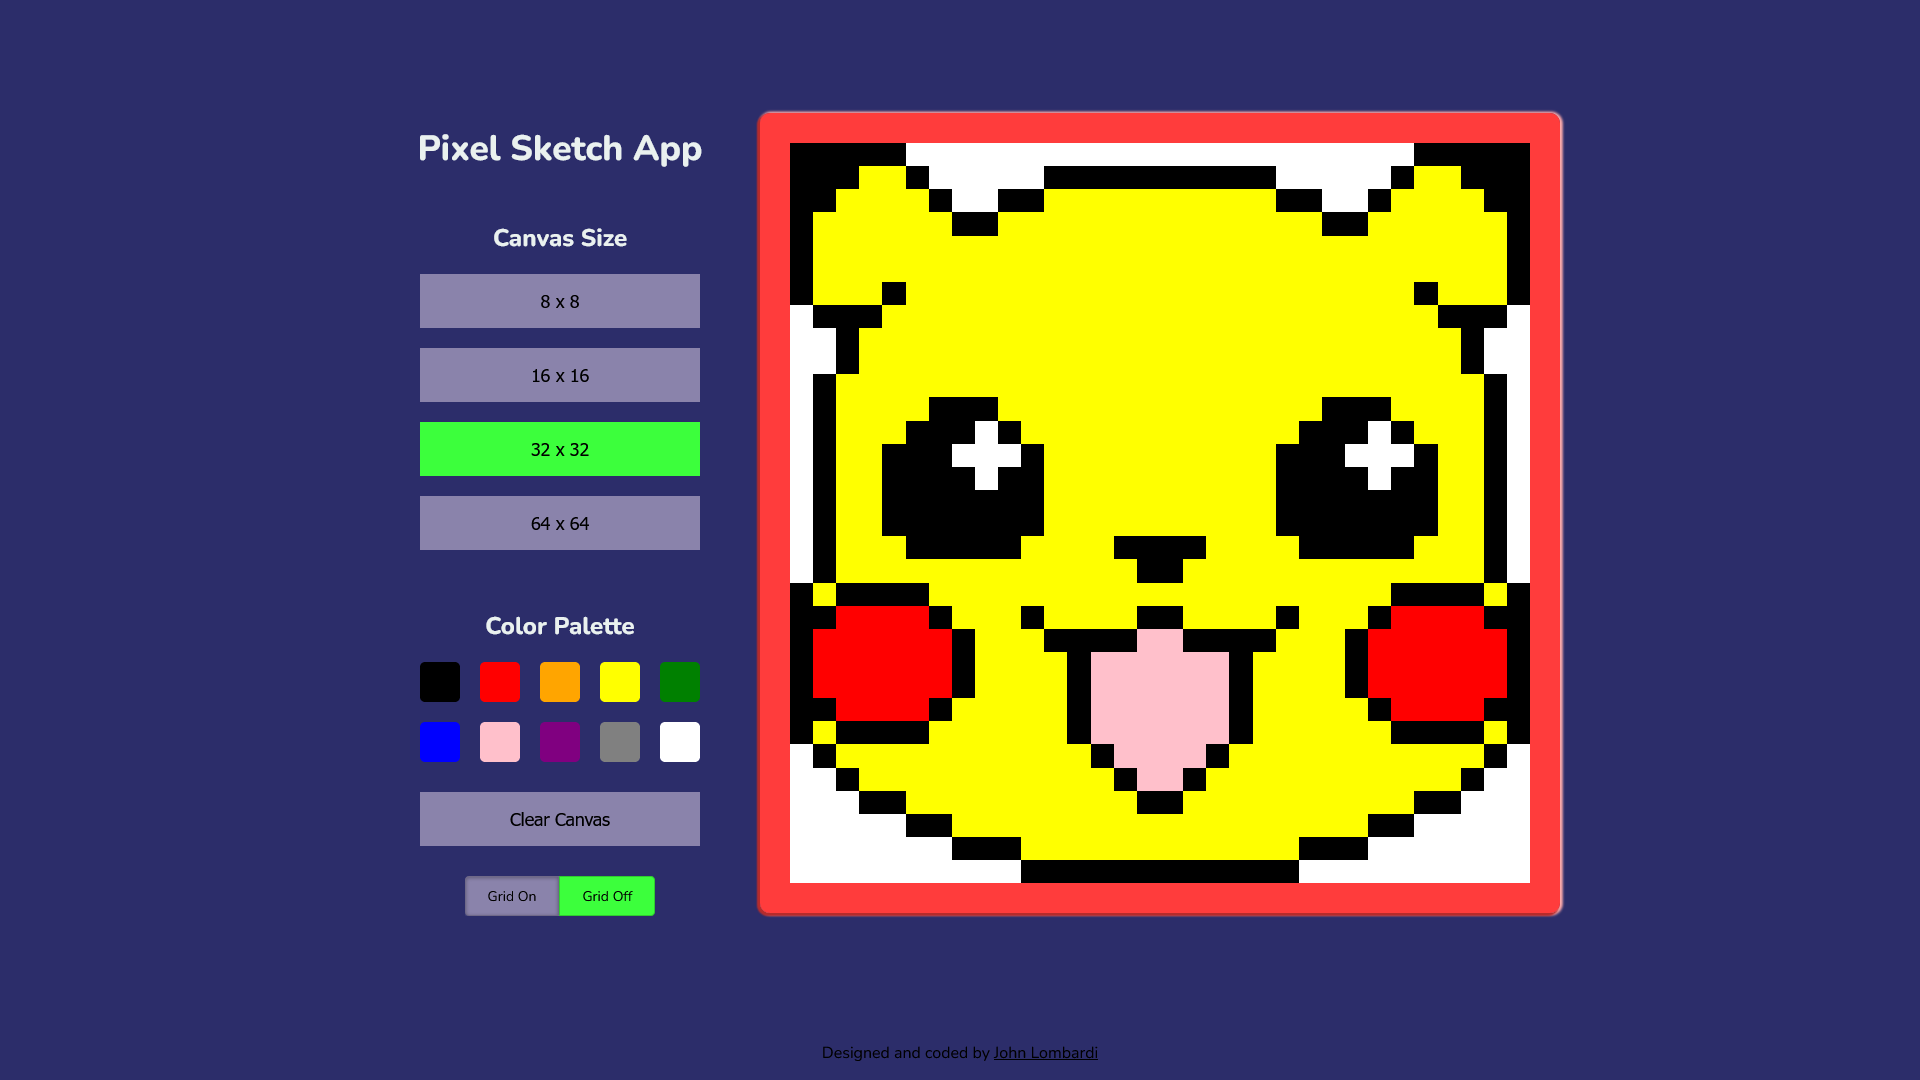 Pixel Sketch App
Canvas Size
8 x 8
16 x 16
32 x 32
64 x 64
Color Palette
Clear Canvas
Grid On
Grid Off
Designed and coded by John Lombardi